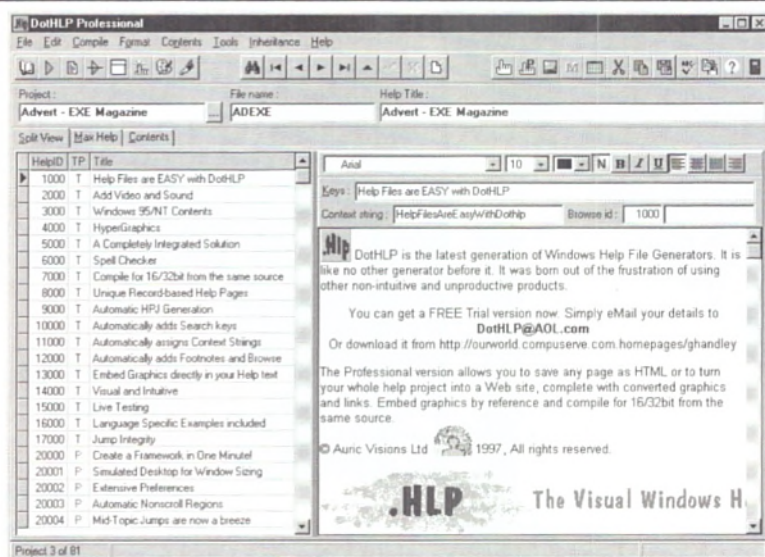 DotHLP Professional
File Edit Compile Format Contents Tools Inheritance Help
Project : File name : Help Title :
Advert - EXE Magazine ... ADEXE Advert - EXE Magazine
Split View Max Help Contents
HelpID TP Title
1000 T Help Files are EASY with DotHLP
2000 T Add Video and Sound
3000 T Windows 95/NT Contents
4000 T HyperGraphics
5000 T A Completely Integrated Solution
6000 T Spell Checker
7000 T Compile for 16/32bit from the same source
8000 T Unique Record-based Help Pages
9000 T Automatic HPJ Generation
10000 T Automatically adds Search keys
11000 T Automatically assigns Context Strings
12000 T Automatically adds Footnotes and Browse
13000 T Embed Graphics directly in your Help text
14000 T Visual and Intuitive
15000 T Live Testing
16000 T Language Specific Examples included
17000 T Jump Integrity
20000 P Create a Framework in One Minute!
20001 P Simulated Desktop for Window Sizing
20002 P Extensive Preferences
20003 P Automatic Nonscroll Regions
20004 P Mid-Topic Jumps are now a breeze
Arial 10 N B I U
Keys : Help Files are EASY with DotHLP
Context string : HelpFilesAreEasyWithDothlp Browse id : 1000
.Hlp DotHLP is the latest generation of Windows Help File Generators. It is
like no other generator before it. It was born out of the frustration of using
other non-intuitive and unproductive products.
You can get a FREE Trial version now. Simply eMail your details to
DotHLP@AOL.com
Or download it from http://ourworld.compuserve.com.homepages/ghandley
The Professional version allows you to save any page as HTML or to turn
your whole help project into a Web site, complete with converted graphics
and links. Embed graphics by reference and compile for 16/32bit from the
same source.
© Auric Visions Ltd 1997, All rights reserved.
.HLP The Visual Windows H
Project 3 of 81